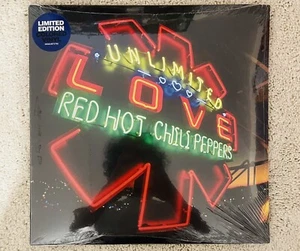 LIMITED
EDITION
UNLIMITED
LOVE
RED HOT CHILI PEPPERS